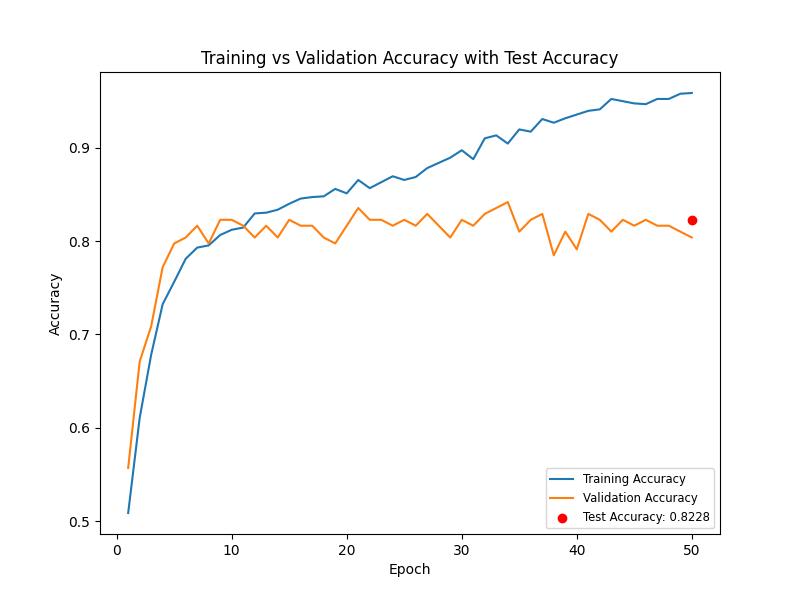 Training vs Validation Accuracy with Test Accuracy
Accuracy
0.9
0.8
0.7
0.6
0.5
0
10
20
30
40
50
Epoch
Training Accuracy
Validation Accuracy
Test Accuracy: 0.8228